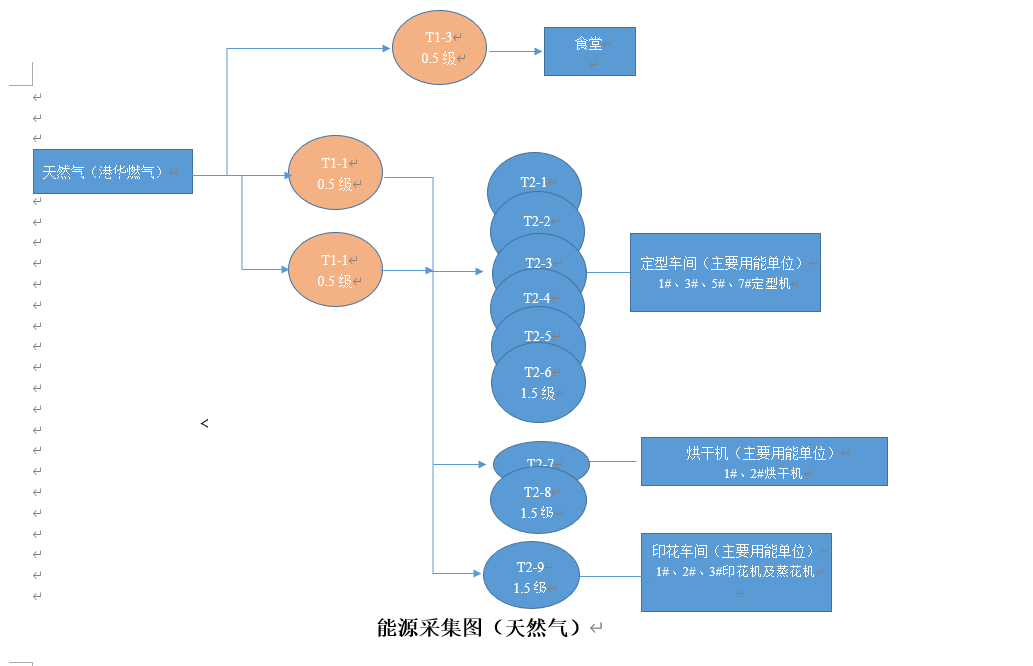 T1-3
0.5 级
食堂
天然气（港华燃气）
T1-1
0.5 级
T1-1
0.5 级
T2-1
T2-2
T2-3
T2-4
T2-5
T2-6
1.5 级
定型车间（主要用能单位）
1#、3#、5#、7#定型机
<
T2-7
T2-8
1.5 级
烘干机（主要用能单位）
1#、2#烘干机
T2-9
1.5 级
印花车间（主要用能单位）
1#、2#、3#印花机及蒸花机
能源采集图（天然气）